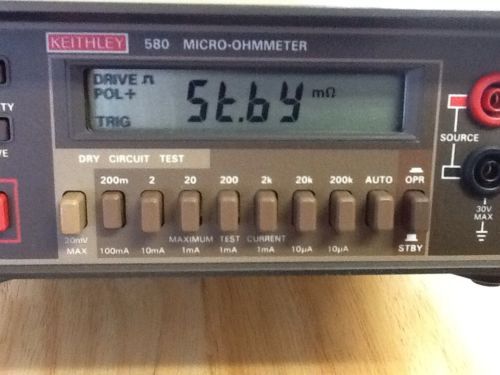 KEITHLEY 580 MICRO-OHMMETER
DRIVE
POL+
St.by mΩ
TRIG
TY
VE
SOURCE
DRY CIRCUIT TEST
200m 2 20 200 2k 20k 200k AUTO OPR
20mV
MAX
MAXIMUM TEST CURRENT
100mA 10mA 1mA 1mA 1mA 10µA 10µA
STBY
30V
MAX